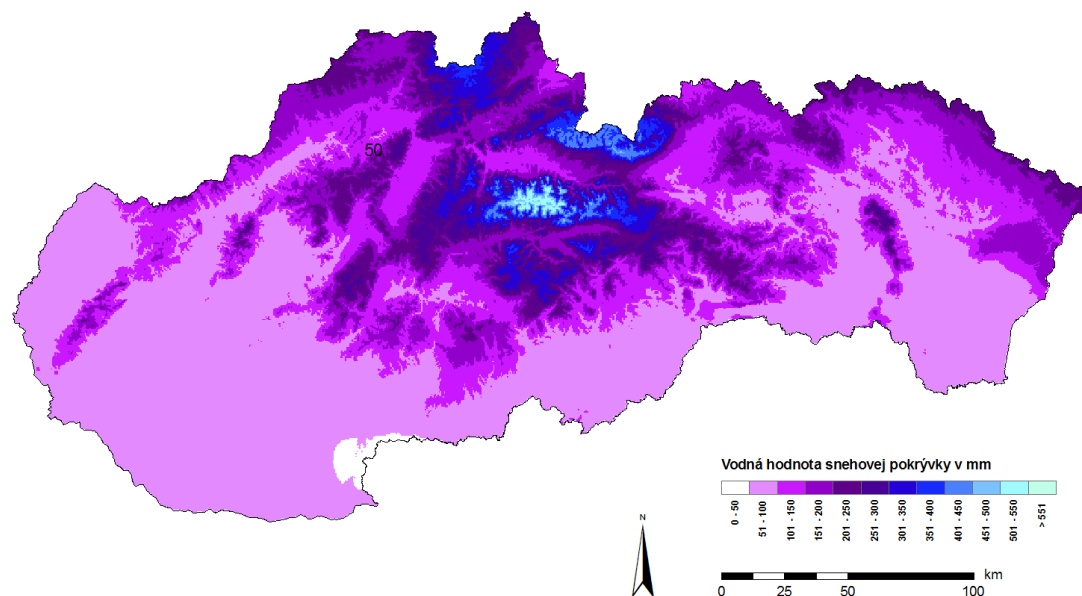 50
Vodná hodnota snehovej pokrývky v mm
0 - 50
51 - 100
101 - 150
151 - 200
201 - 250
251 - 300
301 - 350
351 - 400
401 - 450
451 - 500
501 - 550
> 551
N
km
0 25 50 100